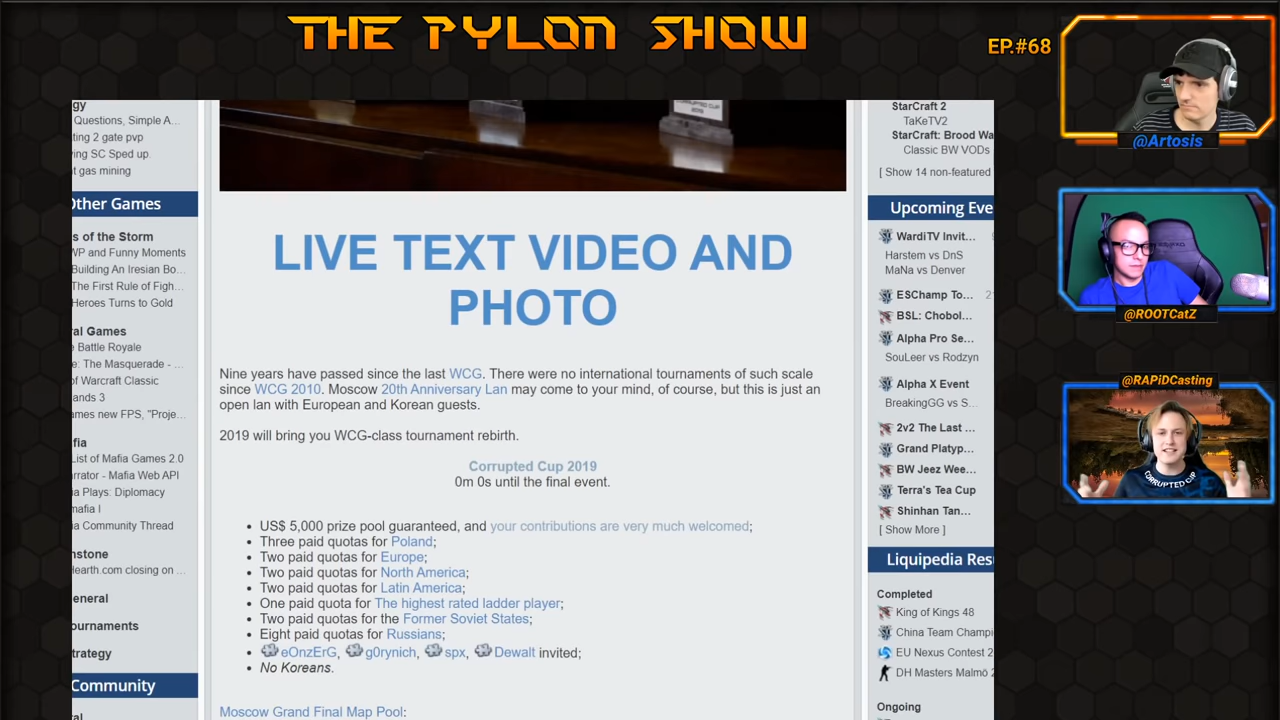 THE PYLON SHOW
EP.#68
@Artosis
@ROOTCatZ
@RAPiDCasting
CORRUPTED CUP
gy
Questions, Simple A...
ting 2 gate pvp
ying SC Sped up.
t gas mining
Other Games
s of the Storm
WP and Funny Moments
Building An Iresian Bo...
The First Rule of Figh...
Heroes Turns to Gold
ral Games
e Battle Royale
e: The Masquerade - ...
of Warcraft Classic
ands 3
ames new FPS, "Proje...
fia
List of Mafia Games 2.0
arrator - Mafia Web API
ia Plays: Diplomacy
mafia I
ia Community Thread
hstone
Hearth.com closing on ...
eneral
ournaments
trategy
Community
ral
LIVE TEXT VIDEO AND
PHOTO
Nine years have passed since the last WCG. There were no international tournaments of such scale
since WCG 2010. Moscow 20th Anniversary Lan may come to your mind, of course, but this is just an
open lan with European and Korean guests.
2019 will bring you WCG-class tournament rebirth.
Corrupted Cup 2019
0m 0s until the final event.
• US$ 5,000 prize pool guaranteed, and your contributions are very much welcomed;
• Three paid quotas for Poland;
• Two paid quotas for Europe;
• Two paid quotas for North America;
• Two paid quotas for Latin America;
• One paid quota for The highest rated ladder player;
• Two paid quotas for the Former Soviet States;
• Eight paid quotas for Russians;
• eOnzErG, g0rynich, spx, Dewalt invited;
• No Koreans.
Moscow Grand Final Map Pool:
StarCraft 2
TaKeTV2
StarCraft: Brood Wa
Classic BW VODs
[ Show 14 non-featured
Upcoming Eve
WardiTV Invit...
Harstem vs DnS
MaNa vs Denver
ESChamp To... 2
BSL: Chobol...
Alpha Pro Se...
SouLeer vs Rodzyn
Alpha X Event
BreakingGG vs S...
2v2 The Last ...
Grand Platyp...
BW Jeez Wee...
Terra's Tea Cup
Shinhan Tan...
[ Show More ]
Liquipedia Res
Completed
King of Kings 48
China Team Champi
EU Nexus Contest 2
DH Masters Malmö 2
Ongoing